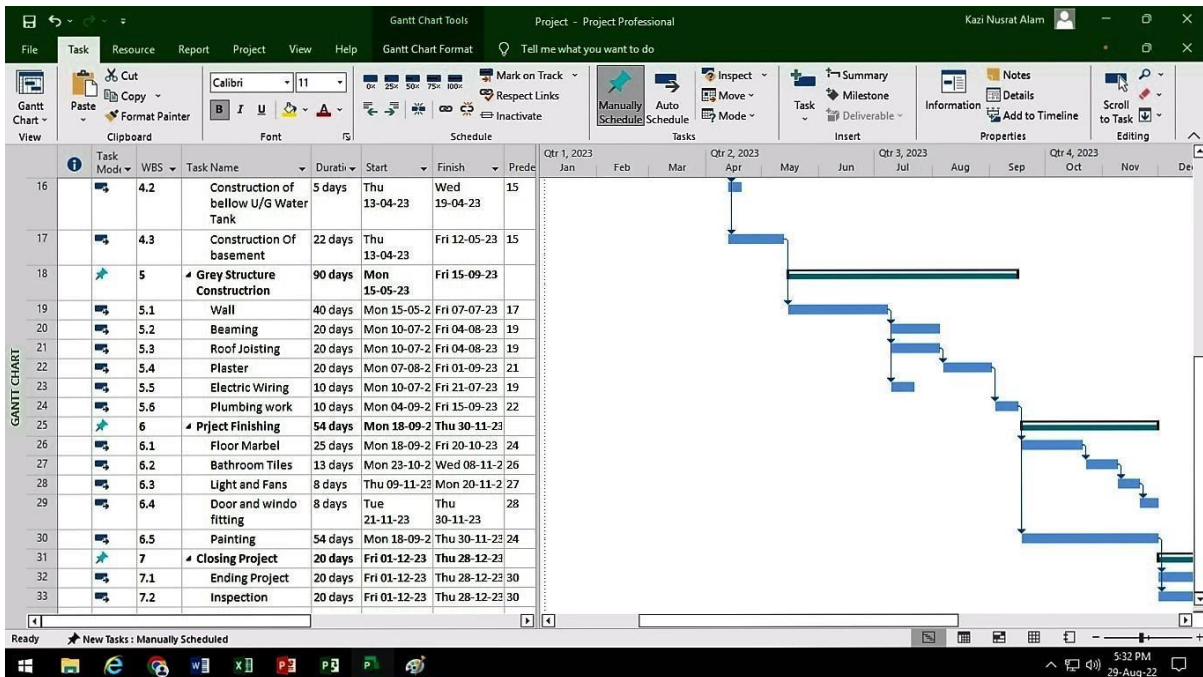 Gantt Chart Tools
Project - Project Professional
Kazi Nusrat Alam
File Task Resource Report Project View Help Gantt Chart Format Tell me what you want to do
Gantt Chart
View
Paste
Cut
Copy
Format Painter
Clipboard
Calibri 11
B I U A
Font
0% 25% 50% 75% 100%
Mark on Track
Respect Links
Inactivate
Schedule
Manually Schedule
Auto Schedule
Inspect
Move
Mode
Tasks
Task
Summary
Milestone
Deliverable
Insert
Information
Notes
Details
Add to Timeline
Properties
Scroll to Task
Editing
Task Mode WBS Task Name Duratic Start Finish Prede
Qtr 1, 2023 Qtr 2, 2023 Qtr 3, 2023 Qtr 4, 2023
Jan Feb Mar Apr May Jun Jul Aug Sep Oct Nov De
GANTT CHART
16 4.2 Construction of bellow U/G Water Tank 5 days Thu 13-04-23 Wed 19-04-23 15
17 4.3 Construction Of basement 22 days Thu 13-04-23 Fri 12-05-23 15
18 5 Grey Structure Constructrion 90 days Mon 15-05-23 Fri 15-09-23
19 5.1 Wall 40 days Mon 15-05-2 Fri 07-07-23 17
20 5.2 Beaming 20 days Mon 10-07-2 Fri 04-08-23 19
21 5.3 Roof Joisting 20 days Mon 10-07-2 Fri 04-08-23 19
22 5.4 Plaster 20 days Mon 07-08-2 Fri 01-09-23 21
23 5.5 Electric Wiring 10 days Mon 10-07-2 Fri 21-07-23 19
24 5.6 Plumbing work 10 days Mon 04-09-2 Fri 15-09-23 22
25 6 Prject Finishing 54 days Mon 18-09-2 Thu 30-11-23
26 6.1 Floor Marbel 25 days Mon 18-09-2 Fri 20-10-23 24
27 6.2 Bathroom Tiles 13 days Mon 23-10-2 Wed 08-11-2 26
28 6.3 Light and Fans 8 days Thu 09-11-23 Mon 20-11-2 27
29 6.4 Door and windo fitting 8 days Tue 21-11-23 Thu 30-11-23 28
30 6.5 Painting 54 days Mon 18-09-2 Thu 30-11-23 24
31 7 Closing Project 20 days Fri 01-12-23 Thu 28-12-23
32 7.1 Ending Project 20 days Fri 01-12-23 Thu 28-12-23 30
33 7.2 Inspection 20 days Fri 01-12-23 Thu 28-12-23 30
Ready New Tasks : Manually Scheduled
5:32 PM
29-Aug-22